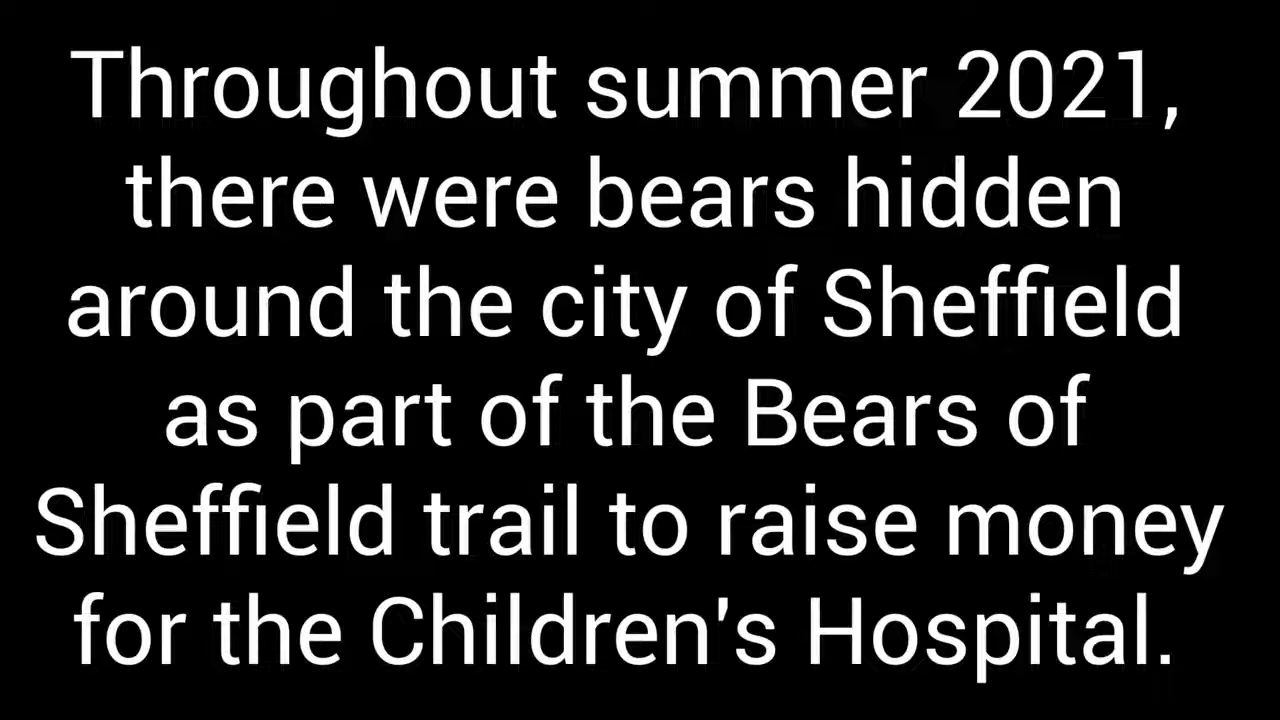 Throughout summer 2021,
there were bears hidden
around the city of Sheffield
as part of the Bears of
Sheffield trail to raise money
for the Children's Hospital.